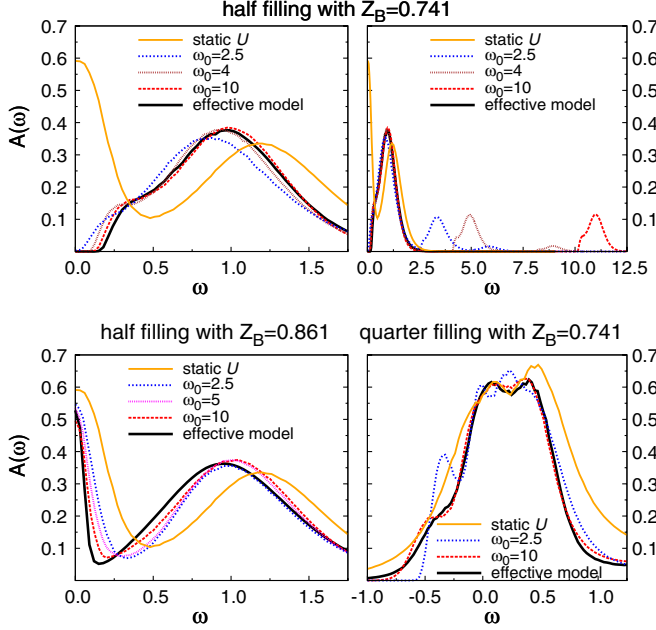 half filling with Z_B=0.741
static U
ω₀=2.5
ω₀=4
ω₀=10
effective model
A(ω)
0.7
0.6
0.5
0.4
0.3
0.2
0.1
0.0 0.5 1.0 1.5
ω
static U
ω₀=2.5
ω₀=4
ω₀=10
effective model
0.7
0.6
0.5
0.4
0.3
0.2
0.1
0.0 2.5 5.0 7.5 10.0 12.5
ω
half filling with Z_B=0.861
static U
ω₀=2.5
ω₀=5
ω₀=10
effective model
A(ω)
0.7
0.6
0.5
0.4
0.3
0.2
0.1
0.0 0.5 1.0 1.5
ω
quarter filling with Z_B=0.741
static U
ω₀=2.5
ω₀=10
effective model
0.7
0.6
0.5
0.4
0.3
0.2
0.1
-1.0 -0.5 0.0 0.5 1.0
ω